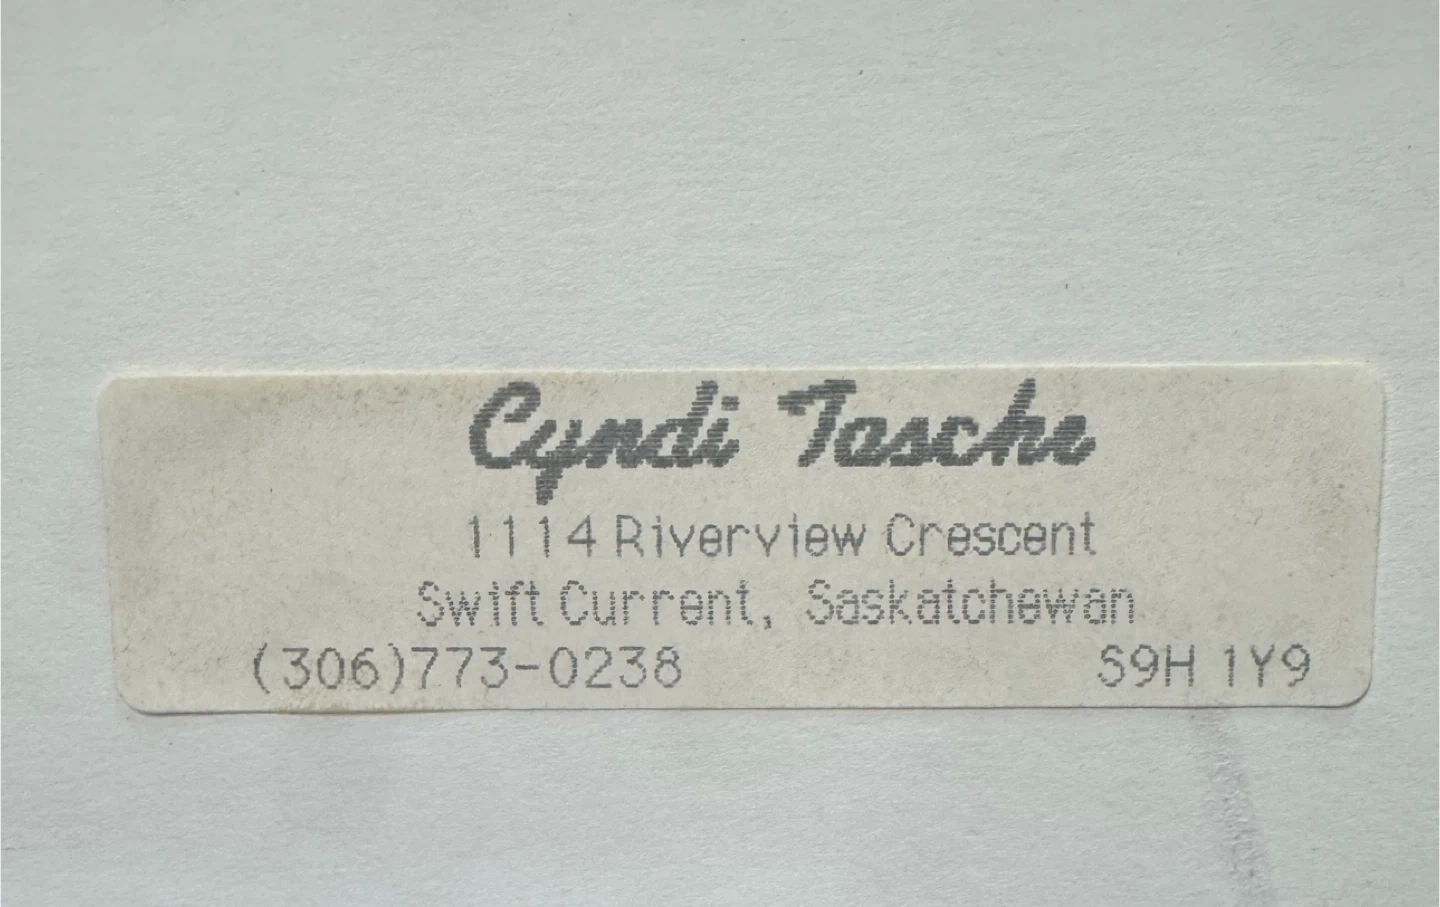 Cyndi Tasche
1114 Riverview Crescent
Swift Current, Saskatchewan
(306)773-0238 S9H 1Y9